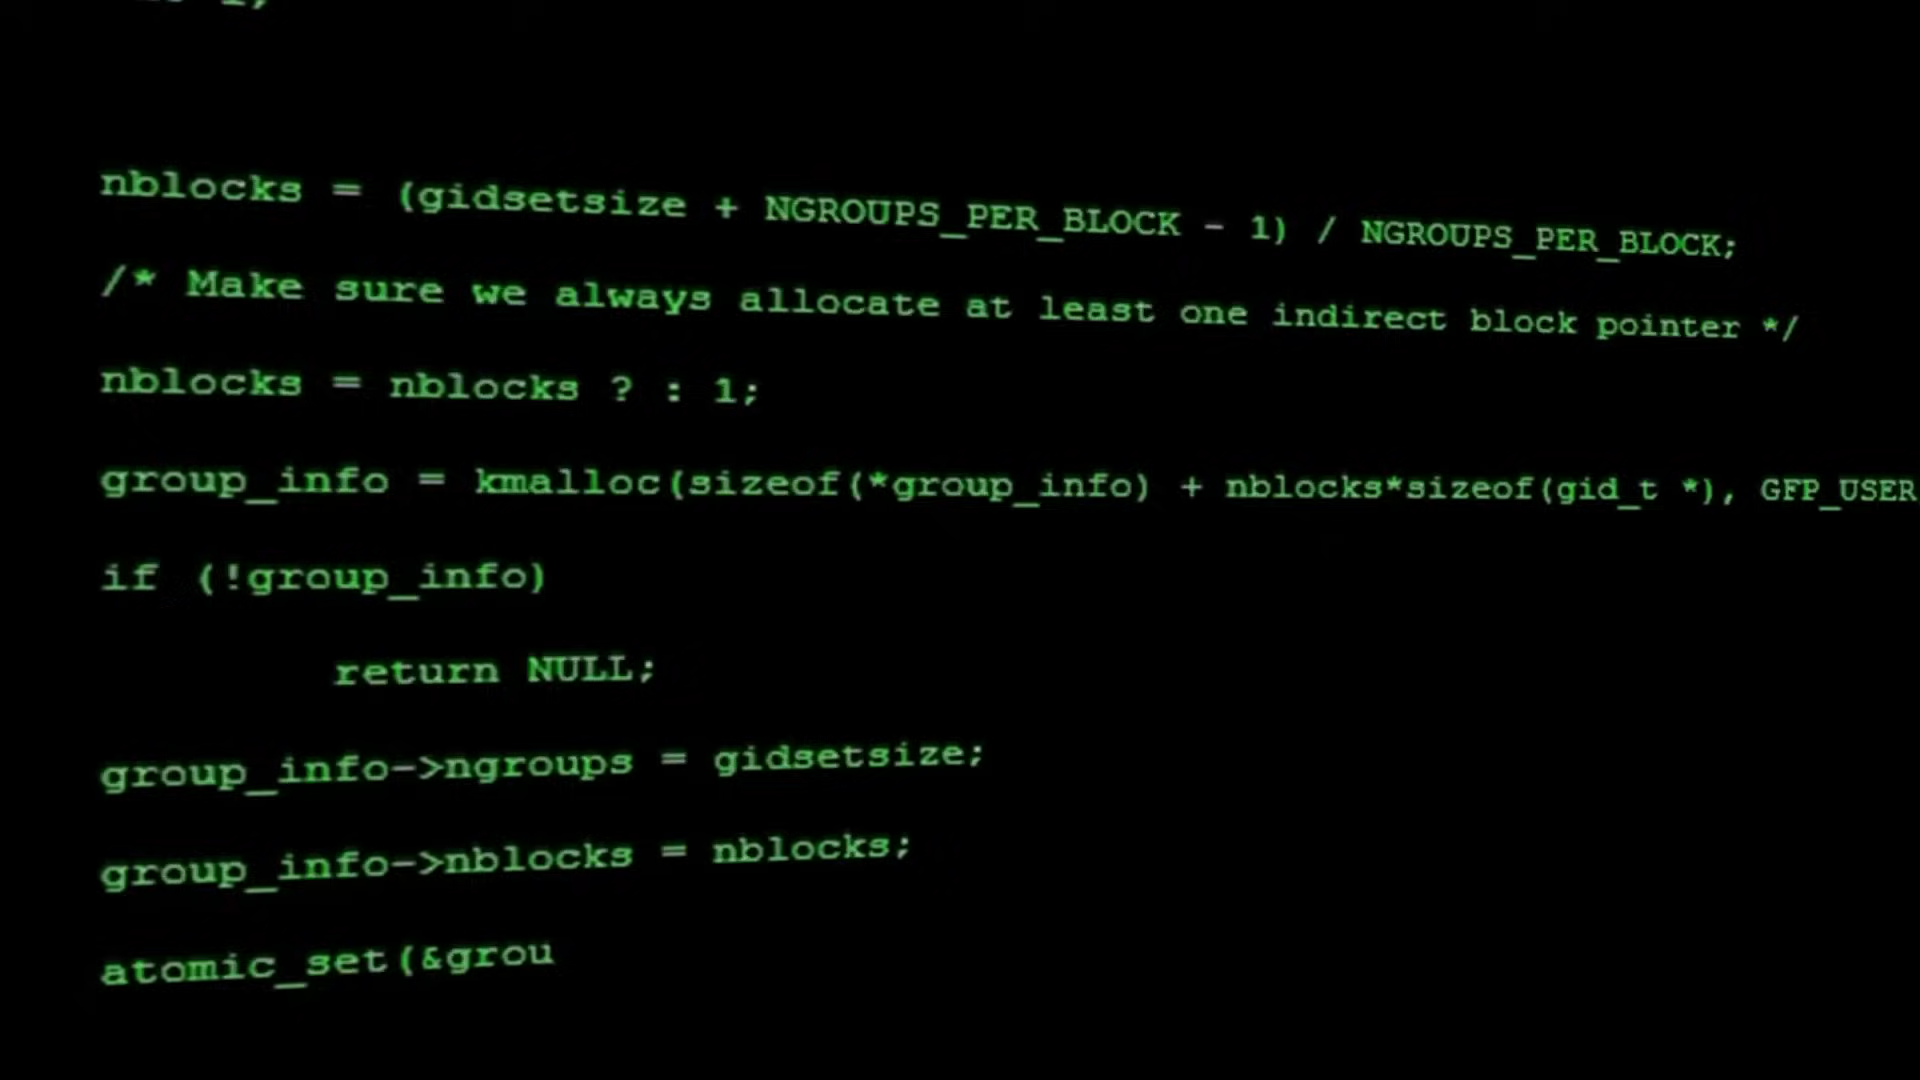 nblocks = (gidsetsize + NGROUPS_PER_BLOCK - 1) / NGROUPS_PER_BLOCK;
/* Make sure we always allocate at least one indirect block pointer */
nblocks = nblocks ? : 1;
group_info = kmalloc(sizeof(*group_info) + nblocks*sizeof(gid_t *), GFP_USER
if (!group_info)
return NULL;
group_info->ngroups = gidsetsize;
group_info->nblocks = nblocks;
atomic_set(&grou